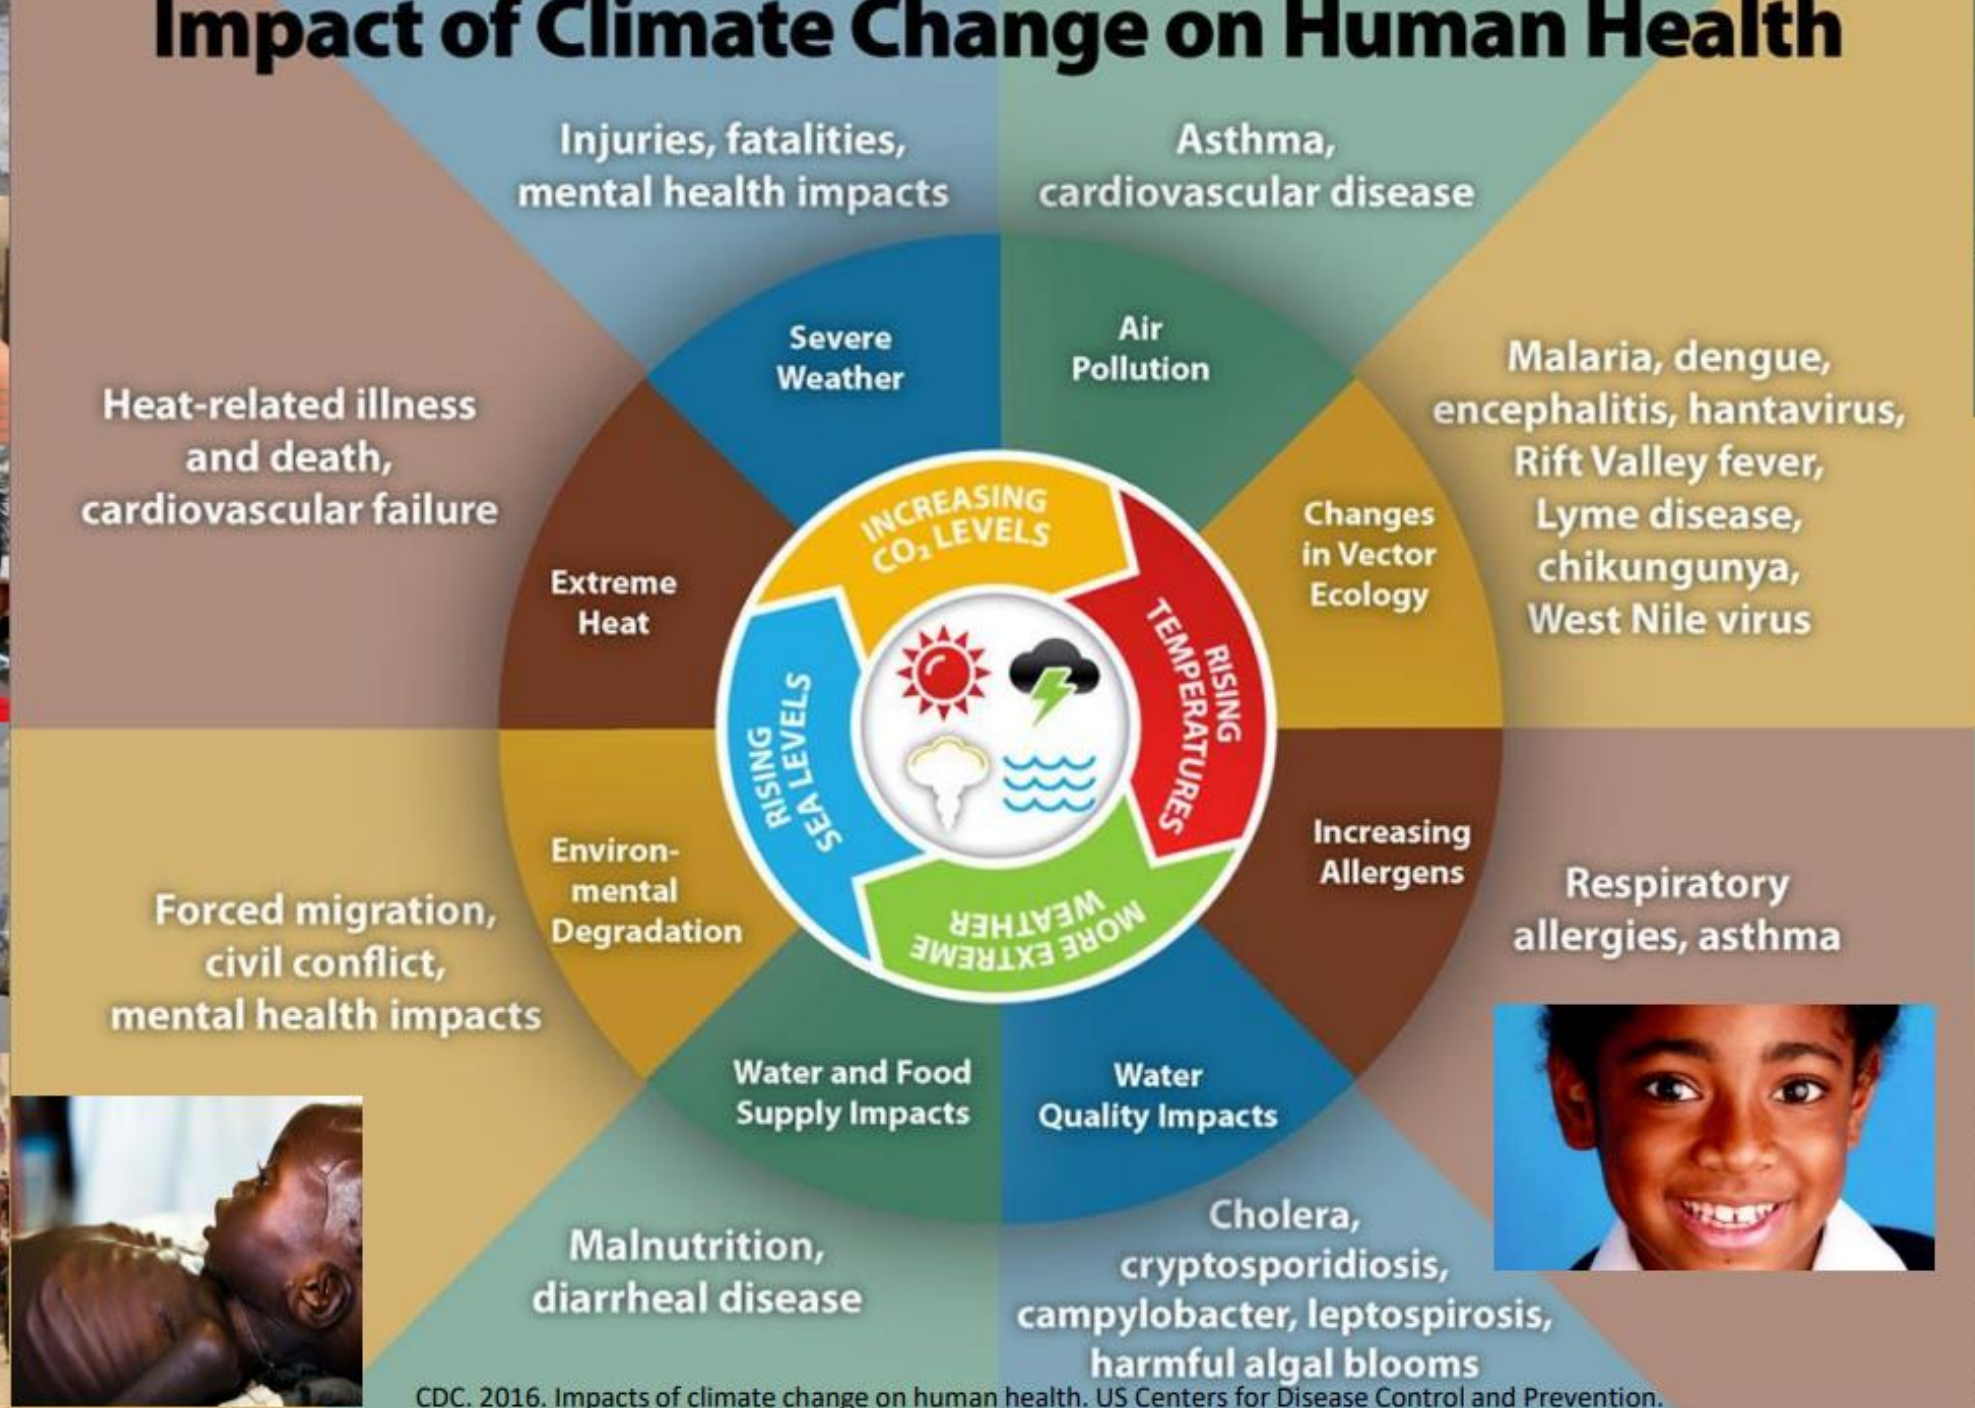 Impact of Climate Change on Human Health
Injuries, fatalities,
mental health impacts
Asthma,
cardiovascular disease
Severe
Weather
Air
Pollution
Heat-related illness
and death,
cardiovascular failure
Malaria, dengue,
encephalitis, hantavirus,
Rift Valley fever,
Lyme disease,
chikungunya,
West Nile virus
Extreme
Heat
Changes
in Vector
Ecology
INCREASING
CO₂ LEVELS
RISING
TEMPERATURES
MORE EXTREME
WEATHER
RISING
SEA LEVELS
Environ-
mental
Degradation
Increasing
Allergens
Forced migration,
civil conflict,
mental health impacts
Respiratory
allergies, asthma
Water and Food
Supply Impacts
Water
Quality Impacts
Malnutrition,
diarrheal disease
Cholera,
cryptosporidiosis,
campylobacter, leptospirosis,
harmful algal blooms
CDC. 2016. Impacts of climate change on human health. US Centers for Disease Control and Prevention.